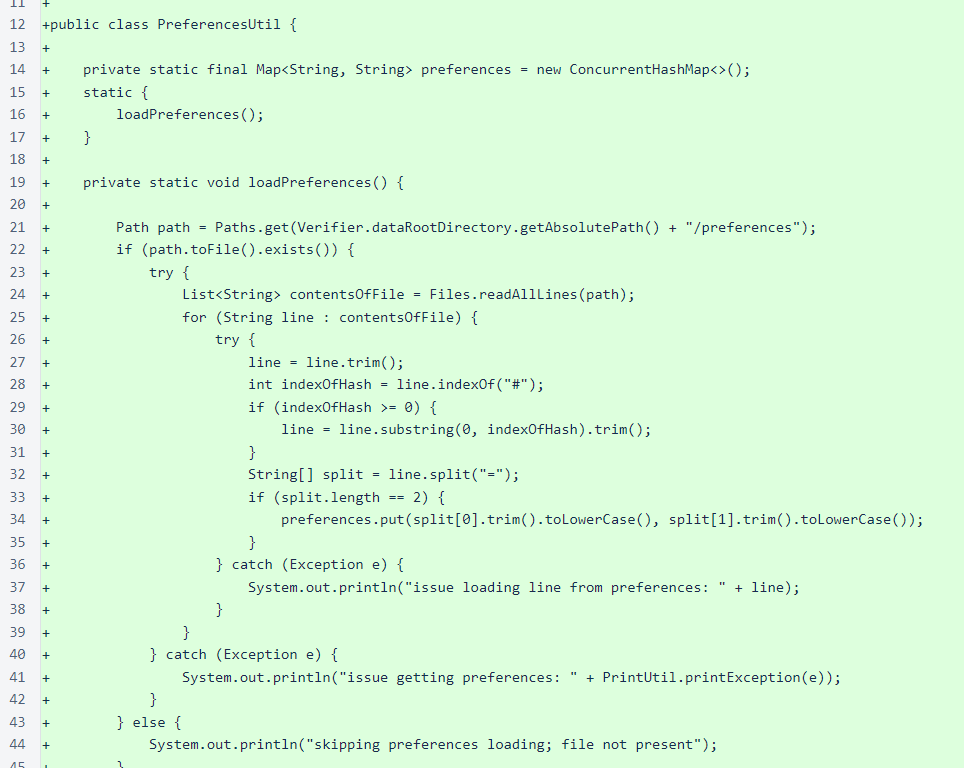 11 +
12 +public class PreferencesUtil {
13 +
14 +    private static final Map<String, String> preferences = new ConcurrentHashMap<>();
15 +    static {
16 +        loadPreferences();
17 +    }
18 +
19 +    private static void loadPreferences() {
20 +
21 +        Path path = Paths.get(Verifier.dataRootDirectory.getAbsolutePath() + "/preferences");
22 +        if (path.toFile().exists()) {
23 +            try {
24 +                List<String> contentsOfFile = Files.readAllLines(path);
25 +                for (String line : contentsOfFile) {
26 +                    try {
27 +                        line = line.trim();
28 +                        int indexOfHash = line.indexOf("#");
29 +                        if (indexOfHash >= 0) {
30 +                            line = line.substring(0, indexOfHash).trim();
31 +                        }
32 +                        String[] split = line.split("=");
33 +                        if (split.length == 2) {
34 +                            preferences.put(split[0].trim().toLowerCase(), split[1].trim().toLowerCase());
35 +                        }
36 +                    } catch (Exception e) {
37 +                        System.out.println("issue loading line from preferences: " + line);
38 +                    }
39 +                }
40 +            } catch (Exception e) {
41 +                System.out.println("issue getting preferences: " + PrintUtil.printException(e));
42 +            }
43 +        } else {
44 +            System.out.println("skipping preferences loading; file not present");
45 +        }